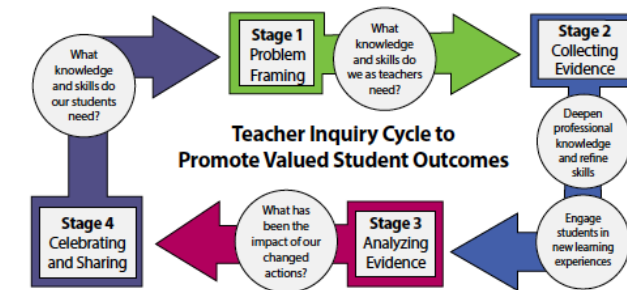 What
knowledge
and skills do
our students
need?
Stage 1
Problem
Framing
What
knowledge
and skills do
we as teachers
need?
Stage 2
Collecting
Evidence
Teacher Inquiry Cycle to
Promote Valued Student Outcomes
Deepen
professional
knowledge
and refine
skills
Engage
students in
new learning
experiences
Stage 3
Analyzing
Evidence
What has
been the
impact of our
changed
actions?
Stage 4
Celebrating
and Sharing